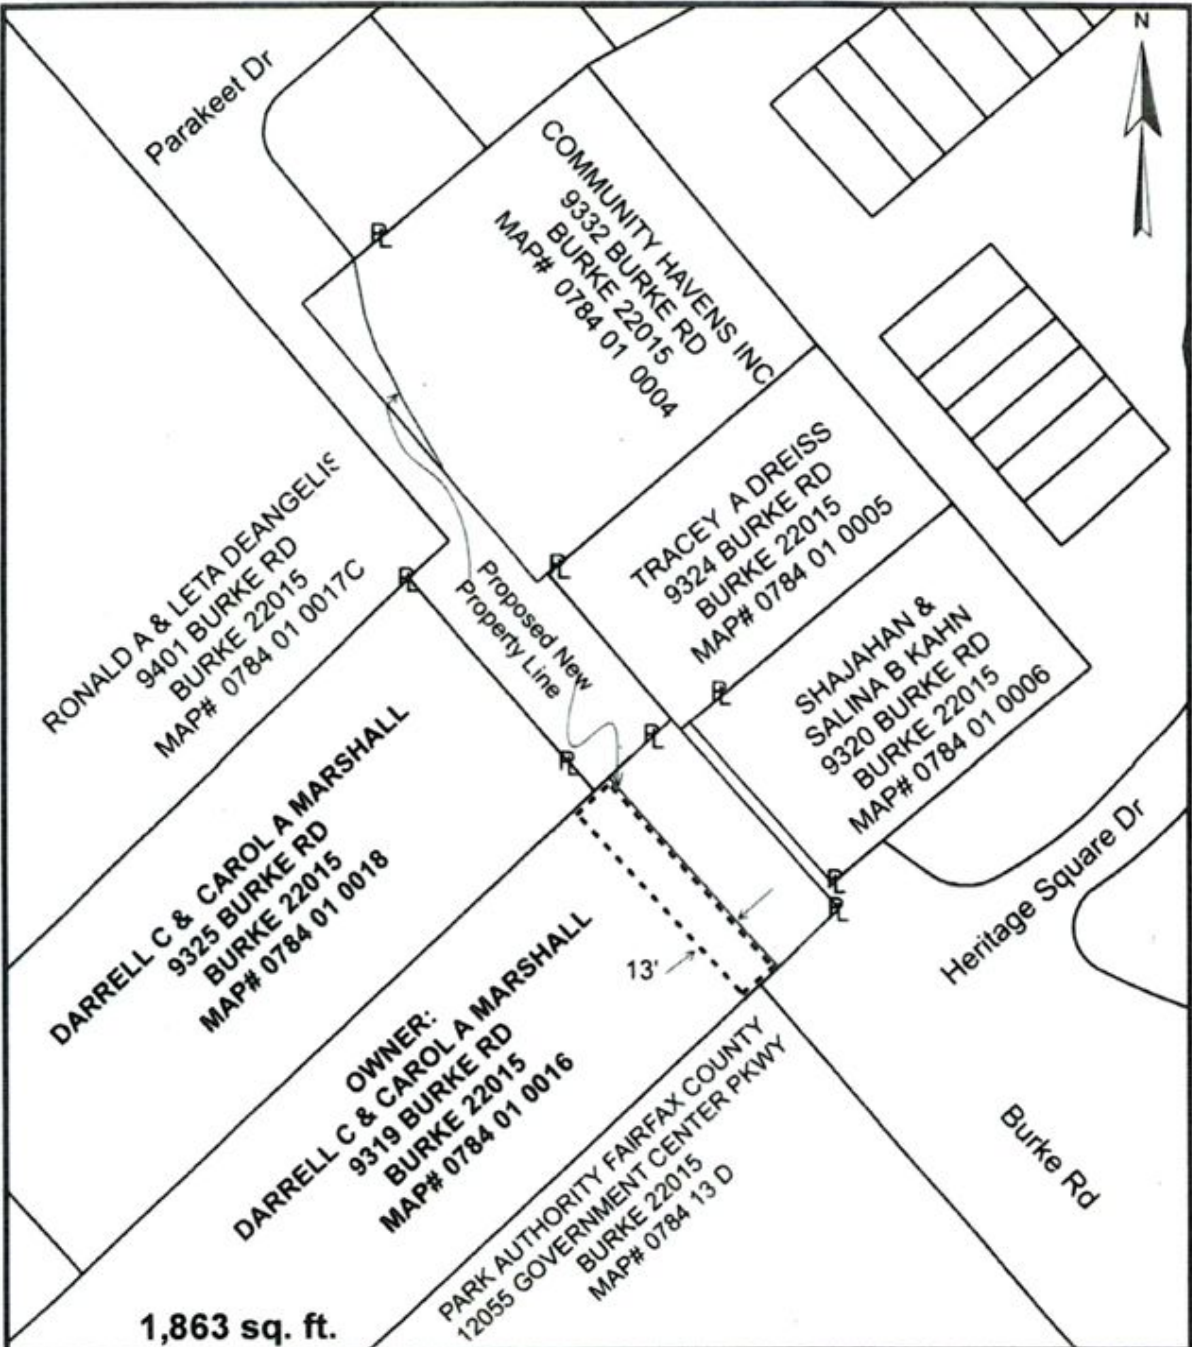 N
Parakeet Dr
COMMUNITY HAVENS INC
9332 BURKE RD
BURKE 22015
MAP# 0784 01 0004
PL
TRACEY A DREISS
9324 BURKE RD
BURKE 22015
MAP# 0784 01 0005
RONALD A & LETA DEANGELIS
9401 BURKE RD
BURKE 22015
MAP# 0784 01 0017C
PL
PL
Proposed New
Property Line
SHAJAHAN &
SALINA B KAHN
9320 BURKE RD
BURKE 22015
MAP# 0784 01 0006
PL
PL
PL
DARRELL C & CAROL A MARSHALL
9325 BURKE RD
BURKE 22015
MAP# 0784 01 0018
PL
PL
Heritage Square Dr
13'
OWNER:
DARRELL C & CAROL A MARSHALL
9319 BURKE RD
BURKE 22015
MAP# 0784 01 0016
PARK AUTHORITY FAIRFAX COUNTY
12055 GOVERNMENT CENTER PKWY
BURKE 22015
MAP# 0784 13 D
Burke Rd
1,863 sq. ft.